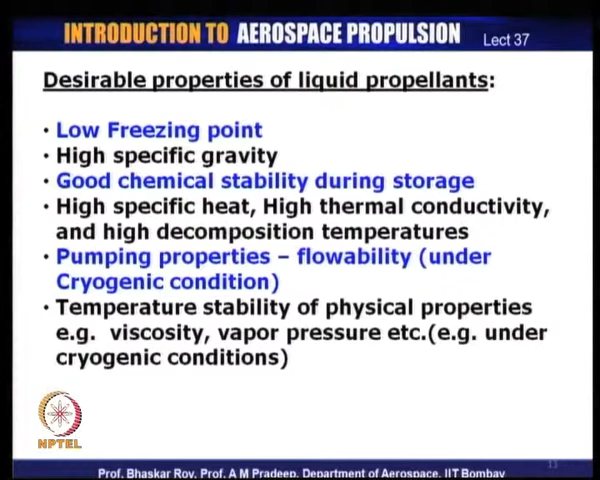 INTRODUCTION TO AEROSPACE PROPULSION Lect 37
Desirable properties of liquid propellants:
• Low Freezing point
• High specific gravity
• Good chemical stability during storage
• High specific heat, High thermal conductivity,
and high decomposition temperatures
• Pumping properties – flowability (under
Cryogenic condition)
• Temperature stability of physical properties
e.g. viscosity, vapor pressure etc.(e.g. under
cryogenic conditions)
NPTEL
13
Prof. Bhaskar Roy, Prof. A M Pradeep, Department of Aerospace, IIT Bombay